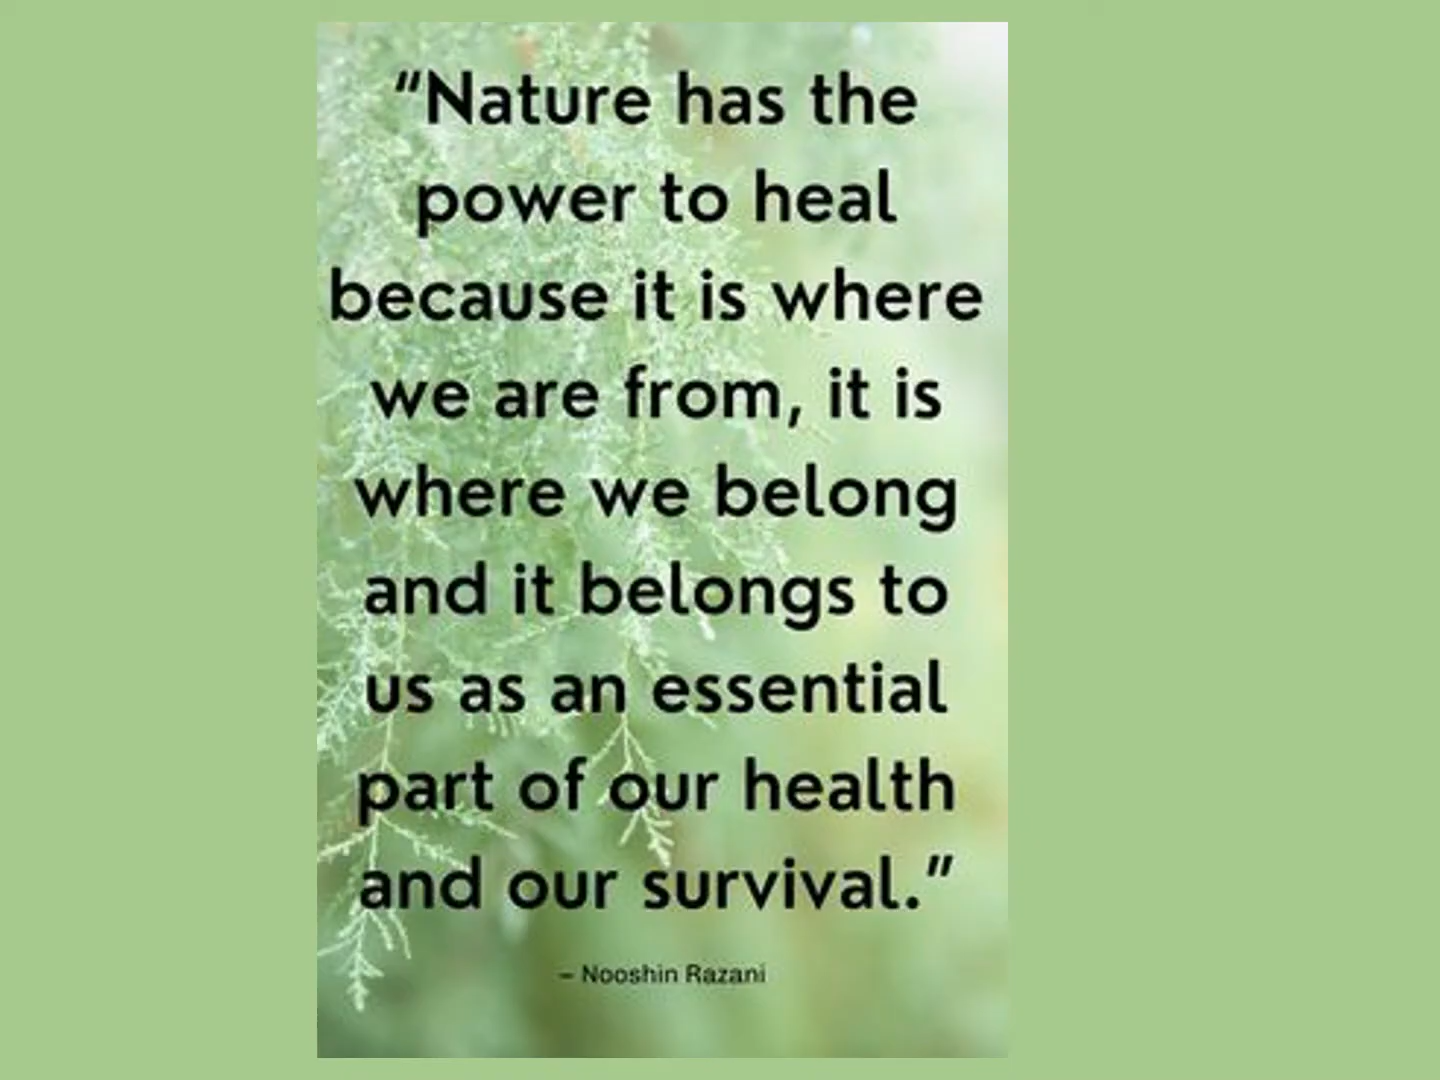 “Nature has the
power to heal
because it is where
we are from, it is
where we belong
and it belongs to
us as an essential
part of our health
and our survival.”
– Nooshin Razani